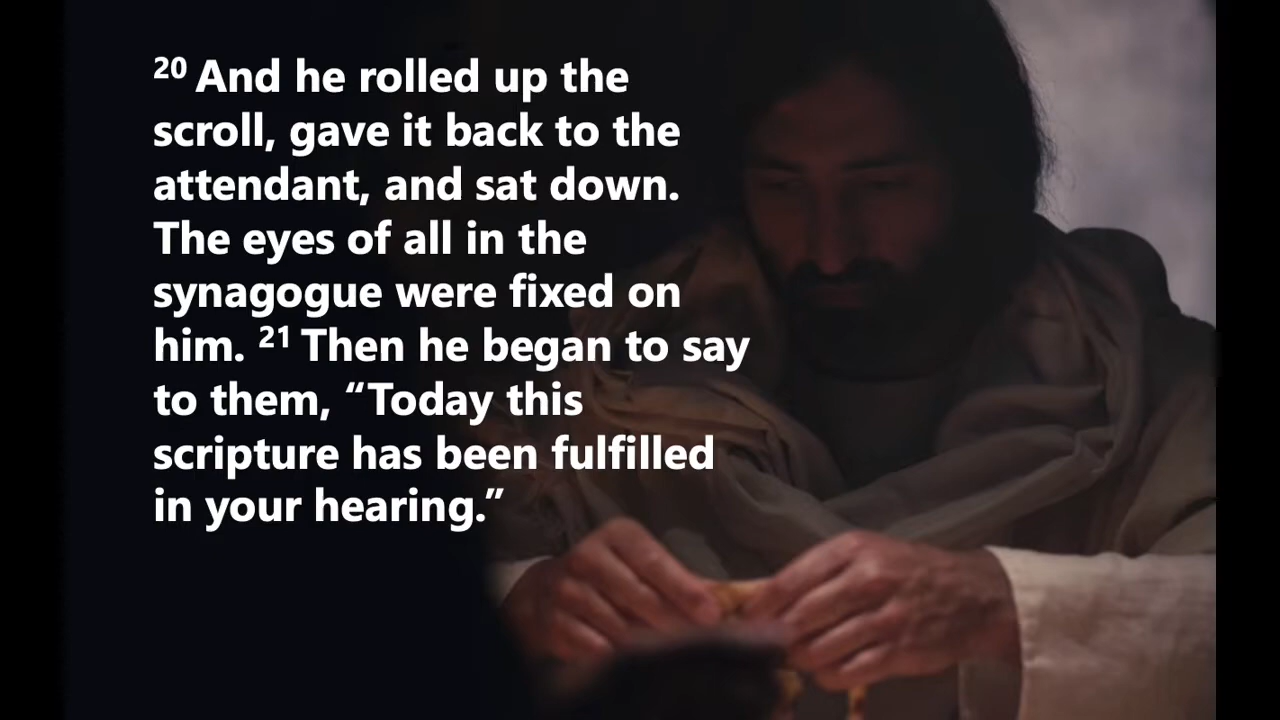 20 And he rolled up the
scroll, gave it back to the
attendant, and sat down.
The eyes of all in the
synagogue were fixed on
him. 21 Then he began to say
to them, “Today this
scripture has been fulfilled
in your hearing.”